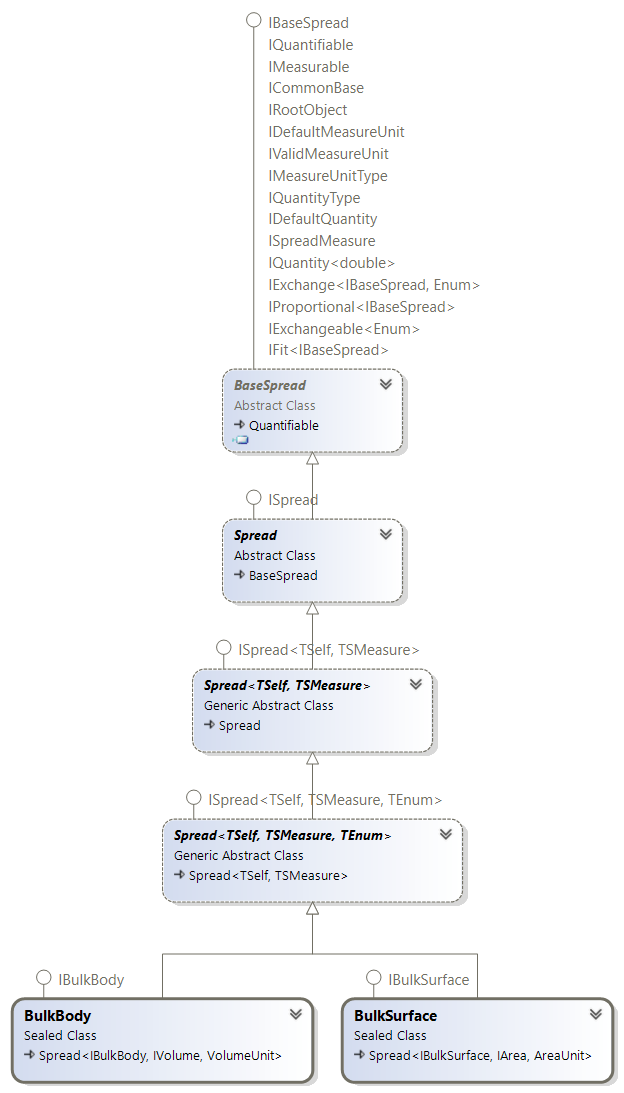 IBaseSpread
IQuantifiable
IMeasurable
ICommonBase
IRootObject
IDefaultMeasureUnit
IValidMeasureUnit
IMeasureUnitType
IQuantityType
IDefaultQuantity
ISpreadMeasure
IQuantity<double>
IExchange<IBaseSpread, Enum>
IProportional<IBaseSpread>
IExchangeable<Enum>
IFit<IBaseSpread>
BaseSpread
Abstract Class
Quantifiable
ISpread
Spread
Abstract Class
BaseSpread
ISpread<TSelf, TSMeasure>
Spread<TSelf, TSMeasure>
Generic Abstract Class
Spread
ISpread<TSelf, TSMeasure, TEnum>
Spread<TSelf, TSMeasure, TEnum>
Generic Abstract Class
Spread<TSelf, TSMeasure>
IBulkBody
BulkBody
Sealed Class
Spread<IBulkBody, IVolume, VolumeUnit>
IBulkSurface
BulkSurface
Sealed Class
Spread<IBulkSurface, IArea, AreaUnit>